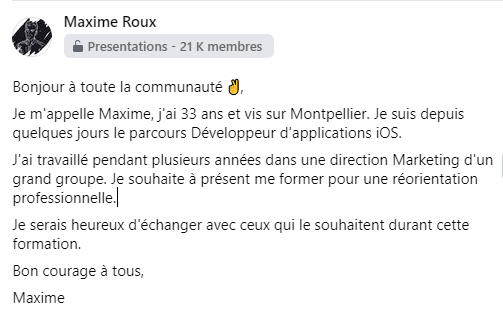 Maxime Roux
Presentations - 21 K membres
Bonjour à toute la communauté ✌️,
Je m'appelle Maxime, j'ai 33 ans et vis sur Montpellier. Je suis depuis
quelques jours le parcours Développeur d'applications iOS.
J'ai travaillé pendant plusieurs années dans une direction Marketing d'un
grand groupe. Je souhaite à présent me former pour une réorientation
professionnelle.
Je serais heureux d'échanger avec ceux qui le souhaitent durant cette
formation.
Bon courage à tous,
Maxime